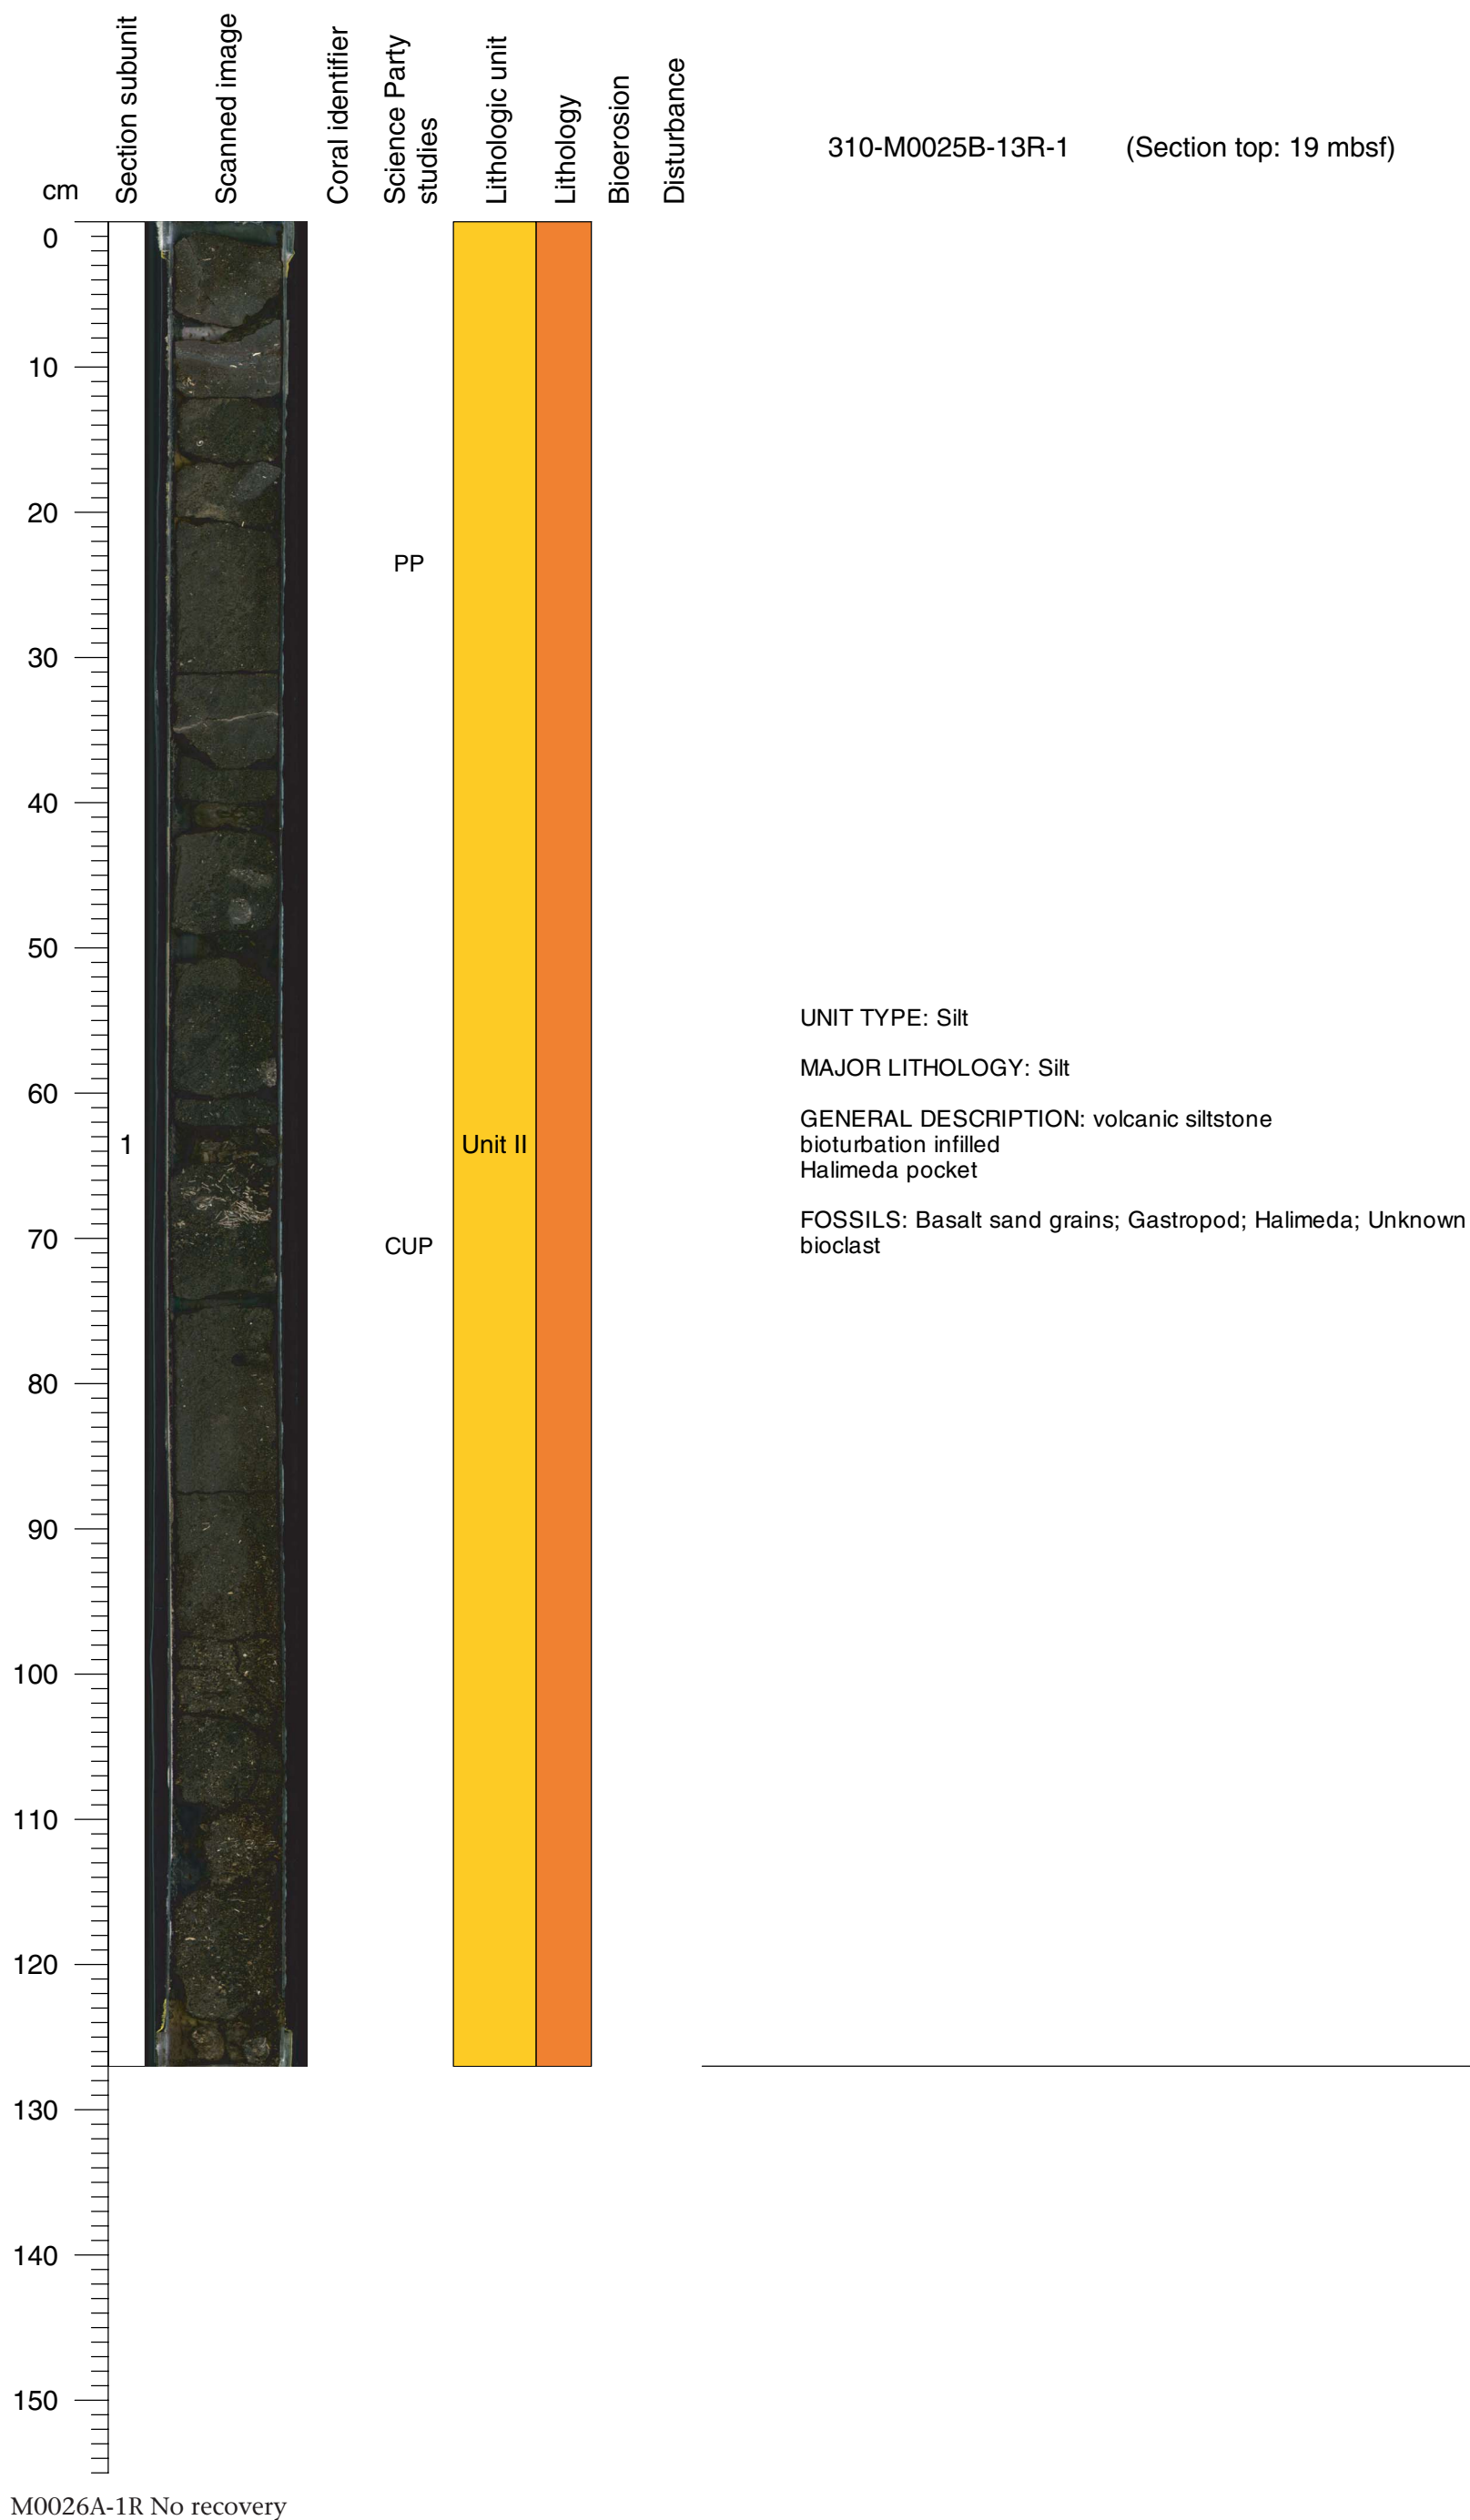 Section subunit
Scanned image
Coral identifier
Science Party
studies
Lithologic unit
Lithology
Bioerosion
Disturbance
310-M0025B-13R-1 (Section top: 19 mbsf)
cm
0
10
20
PP
30
40
50
UNIT TYPE: Silt
60
MAJOR LITHOLOGY: Silt
GENERAL DESCRIPTION: volcanic siltstone
1 Unit II bioturbation infilled
Halimeda pocket
70
FOSSILS: Basalt sand grains; Gastropod; Halimeda; Unknown
CUP bioclast
80
90
100
110
120
130
140
150
M0026A-1R No recovery